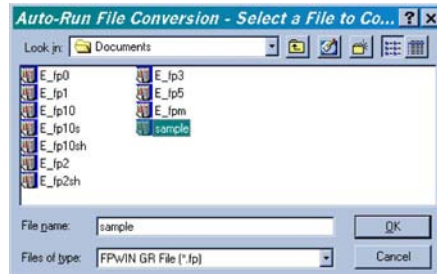 Auto-Run File Conversion - Select a File to Co...
Look in: Documents
E_fp0
E_fp1
E_fp10
E_fp10s
E_fp10sh
E_fp2
E_fp2sh
E_fp3
E_fp5
E_fpm
sample
File name: sample
OK
Files of type: FPWIN GR File (*.fp)
Cancel